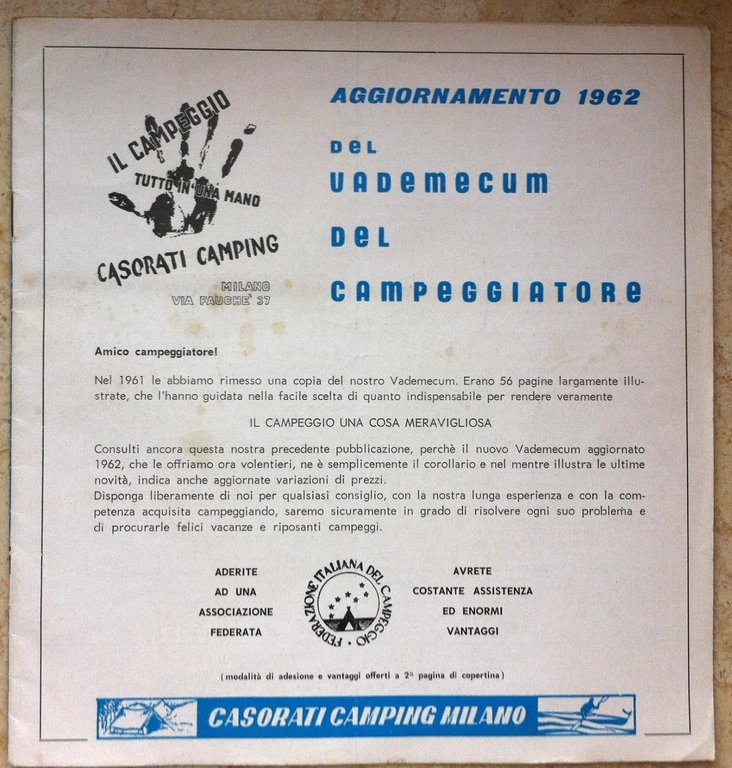 IL CAMPEGGIO
TUTTO IN UNA MANO
CASORATI CAMPING
MILANO
VIA FAUCHÈ 37
AGGIORNAMENTO 1962
DEL
VADEMECUM
DEL
CAMPEGGIATORE
Amico campeggiatore!
Nel 1961 le abbiamo rimesso una copia del nostro Vademecum. Erano 56 pagine largamente illu-
strate, che l'hanno guidata nella facile scelta di quanto indispensabile per rendere veramente
IL CAMPEGGIO UNA COSA MERAVIGLIOSA
Consulti ancora questa nostra precedente pubblicazione, perchè il nuovo Vademecum aggiornato
1962, che le offriamo ora volentieri, ne è semplicemente il corollario e nel mentre illustra le ultime
novità, indica anche aggiornate variazioni di prezzi.
Disponga liberamente di noi per qualsiasi consiglio, con la nostra lunga esperienza e con la com-
petenza acquisita campeggiando, saremo sicuramente in grado di risolvere ogni suo problema e
di procurarle felici vacanze e riposanti campeggi.
ADERITE
AD UNA
ASSOCIAZIONE
FEDERATA
FEDERAZIONE ITALIANA DEL CAMPEGGIO
AVRETE
COSTANTE ASSISTENZA
ED ENORMI
VANTAGGI
(modalità di adesione e vantaggi offerti a 2ª pagina di copertina)
CASORATI CAMPING MILANO